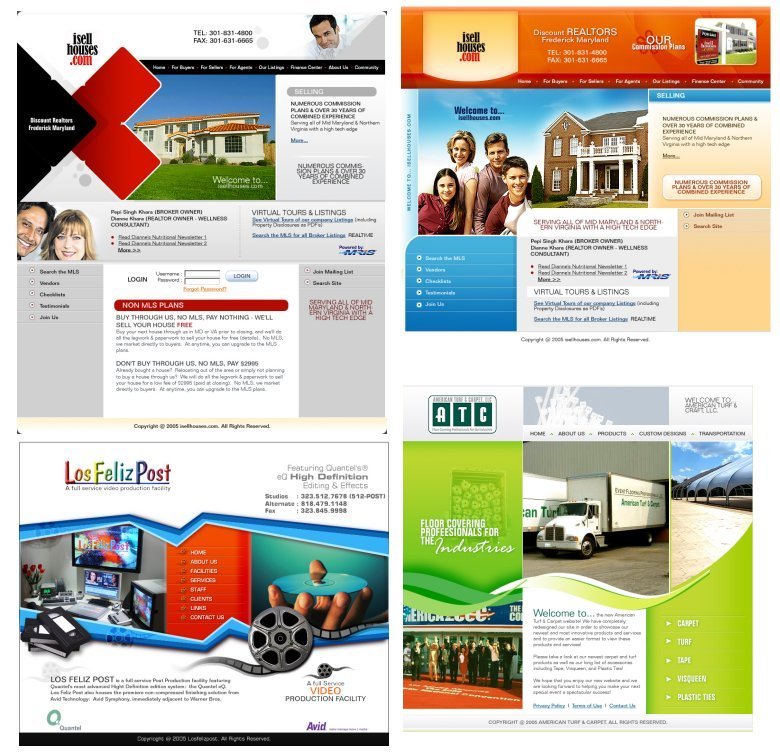 isell
houses
.com
TEL: 301-831-4800
FAX: 301-631-6665
Home · For Buyers · For Sellers · For Agents · Our Listings · Finance Center · About Us · Community
Discount Realtors
Frederick Maryland
Welcome to...
isellhouses.com
SELLING
NUMEROUS COMMISSION
PLANS & OVER 30 YEARS OF
COMBINED EXPERIENCE
Serving all of Mid Maryland & Northern
Virginia with a high tech edge
More...
NUMEROUS COMMIS-
SION PLANS & OVER 30
YEARS OF COMBINED
EXPERIENCE
Pepi Singh Khara (BROKER OWNER)
Dianne Khara (REALTOR OWNER - WELLNESS
CONSULTANT)
Read Dianne's Nutritional Newsletter 1
Read Dianne's Nutritional Newsletter 2
More >>
VIRTUAL TOURS & LISTINGS
See Virtual Tours of our company Listings (including
Property Disclosures as PDFs)
Search the MLS for all Broker Listings REALTIME
Powered by:
MRIS
Search the MLS
Vendors
Checklists
Testimonials
Join Us
LOGIN
Username :
Password :
LOGIN
Forgot Password?
Join Mailing List
Search Site
SERVING ALL OF MID
MARYLAND & NORTH-
ERN VIRGINIA WITH A
HIGH TECH EDGE
NON MLS PLANS
BUY THROUGH US, NO MLS, PAY NOTHING - WE'LL
SELL YOUR HOUSE FREE
Buy your next house through us in MD or VA prior to closing, and we'll do
all the legwork & paperwork to sell your house for free (details). No MLS,
we market directly to buyers. At anytime, you can upgrade to the MLS
plans.
DON'T BUY THROUGH US, NO MLS, PAY $2995
Already bought a house? Relocating out of the area or simply not planning
to buy a house through us? We will do all the legwork & paperwork to sell
your house for a low fee of $2995 (paid at closing). No MLS, we market
directly to buyers. At anytime, you can upgrade to the MLS plans.
Copyright @ 2005 isellhouses.com. All Rights Reserved.
isell
houses
.com
Discount REALTORS
Frederick Maryland
TEL: 301-831-4800
FAX: 301-631-6665
OUR
Commission Plans
Home · For Buyers · For Sellers · For Agents · Our Listings · Finance Center · About Us · Community
WELCOME TO... ISELLHOUSES.COM
Welcome to...
isellhouses.com
SELLING
NUMEROUS COMMISSION
PLANS & OVER 30 YEARS OF COMBINED
EXPERIENCE
Serving all of Mid Maryland & Northern
Virginia with a high tech edge
More...
NUMEROUS COMMISSION
PLANS & OVER 30 YEARS OF
COMBINED EXPERIENCE
SERVING ALL OF MID MARYLAND & NORTH-
ERN VIRGINIA WITH A HIGH TECH EDGE
Join Mailing List
Search Site
Search the MLS
Vendors
Checklists
Testimonials
Join Us
Pepi Singh Khara (BROKER OWNER)
Dianne Khara (REALTOR OWNER - WELLNESS
CONSULTANT)
Read Dianne's Nutritional Newsletter 1
Read Dianne's Nutritional Newsletter 2
More >>
Powered by:
MRIS
VIRTUAL TOURS & LISTINGS
See Virtual Tours of our company Listings (including
Property Disclosures as PDFs)
Search the MLS for all Broker Listings REALTIME
Copyright @ 2005 isellhouses.com. All Rights Reserved.
LosFelizPost
A full service video production facility
Featuring Quantel's®
eQ High Definition
Editing & Effects
Studios : 323.512.7678 (512-POST)
Alternate : 818.479.1148
Fax : 323.845.9998
LosFelizPost
HOME
ABOUT US
FACILITIES
SERVICES
STAFF
CLIENTS
LINKS
CONTACT US
LOS FELIZ POST is a full service Post Production facility featuring
Quantel's most advanced High Definition edition system: the Quantel eQ.
Los Feliz Post also houses the premiere non-compressed finishing solution from
Avid Technology: Avid Symphony, immediately adjacent to Warner Bros.
A full Service
VIDEO
PRODUCTION FACILITY
Quantel
Avid
Copyright @ 2005 Losfelizpost. All Rights Reserved.
AMERICAN TURF & CARPET, LLC
ATC
WELCOME TO
AMERICAN TURF &
CRAFT, LLC.
HOME ABOUT US PRODUCTS CUSTOM DESIGNS TRANSPORTATION
FLOOR COVERING
PROFEESIONALS FOR
THE Industries
can Turf
EVENT FLOORING PROFESSIONALS
American Turf & Carpet
Welcome to... the new American
Turf & Carpet website! We have completely
redesigned our site in order to showcase our
newest and most innovative products and services
and to provide an easier format to view these
products and services!
Please take a look at our newest carpet and turf
products as well as our long list of accessories
including Tape, Visqueen, and Plastic Ties!
We hope that you enjoy our new website and we
are looking forward to helping you make your next
special event a spectacular success!
Privacy Policy | Terms of Use | Contact Us
CARPET
TURF
TAPE
VISQUEEN
PLASTIC TIES
COPYRIGHT @ 2005 AMERICAN TURF & CARPET. ALL RIGHTS RESERVED.